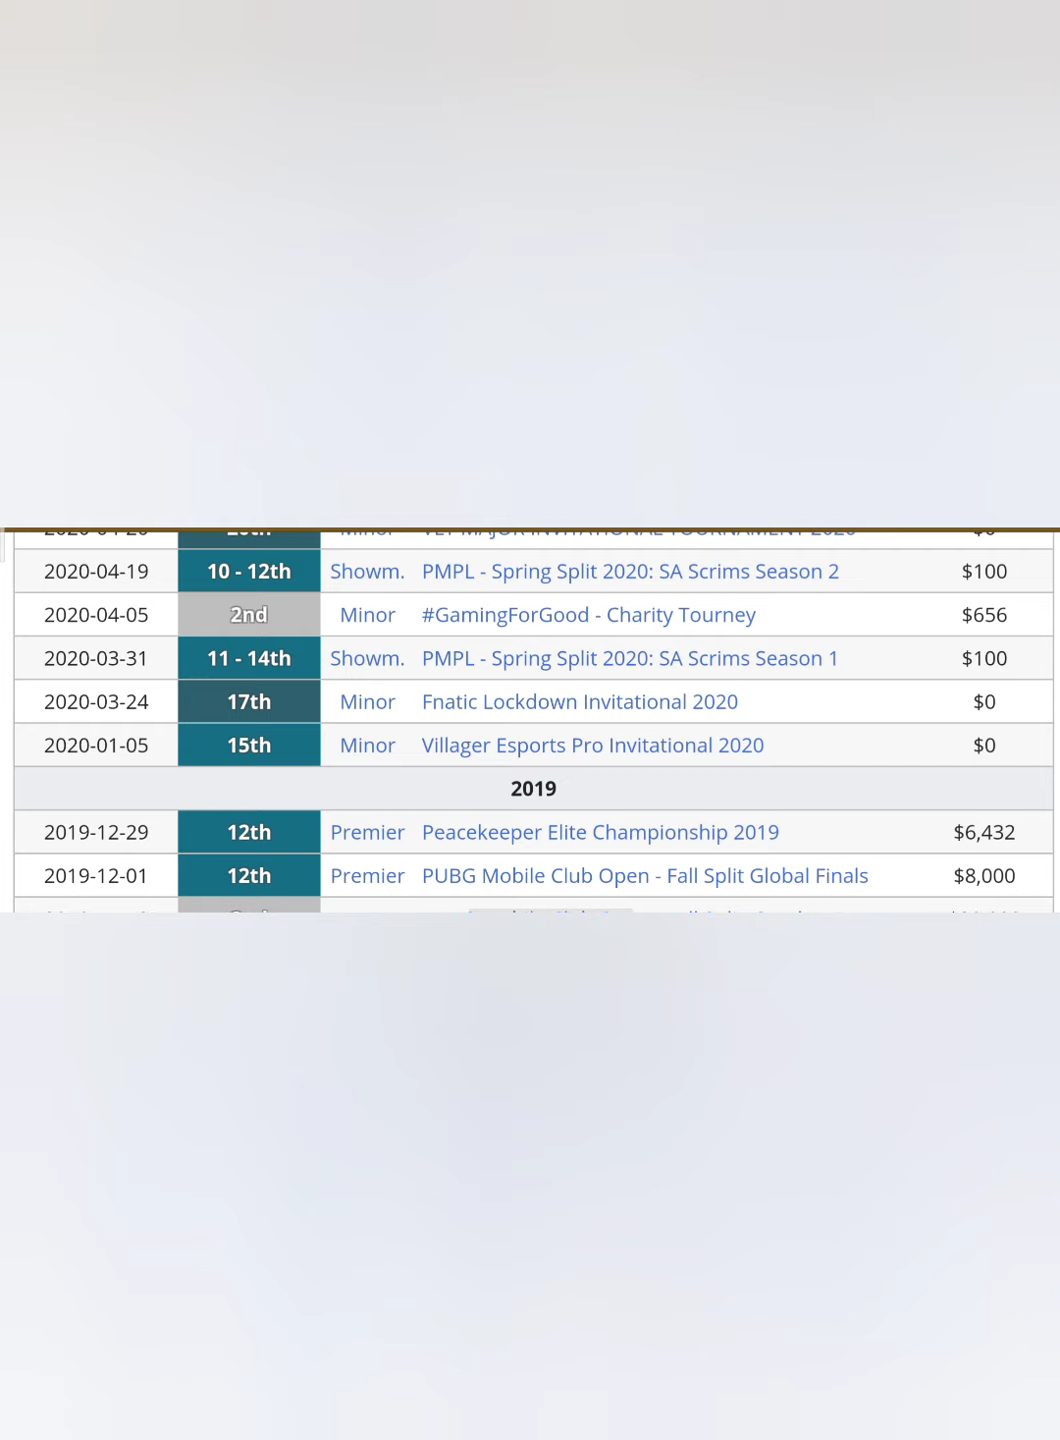 2020-04-19 10 - 12th Showm. PMPL - Spring Split 2020: SA Scrims Season 2 $100
2020-04-05 2nd Minor #GamingForGood - Charity Tourney $656
2020-03-31 11 - 14th Showm. PMPL - Spring Split 2020: SA Scrims Season 1 $100
2020-03-24 17th Minor Fnatic Lockdown Invitational 2020 $0
2020-01-05 15th Minor Villager Esports Pro Invitational 2020 $0
2019
2019-12-29 12th Premier Peacekeeper Elite Championship 2019 $6,432
2019-12-01 12th Premier PUBG Mobile Club Open - Fall Split Global Finals $8,000